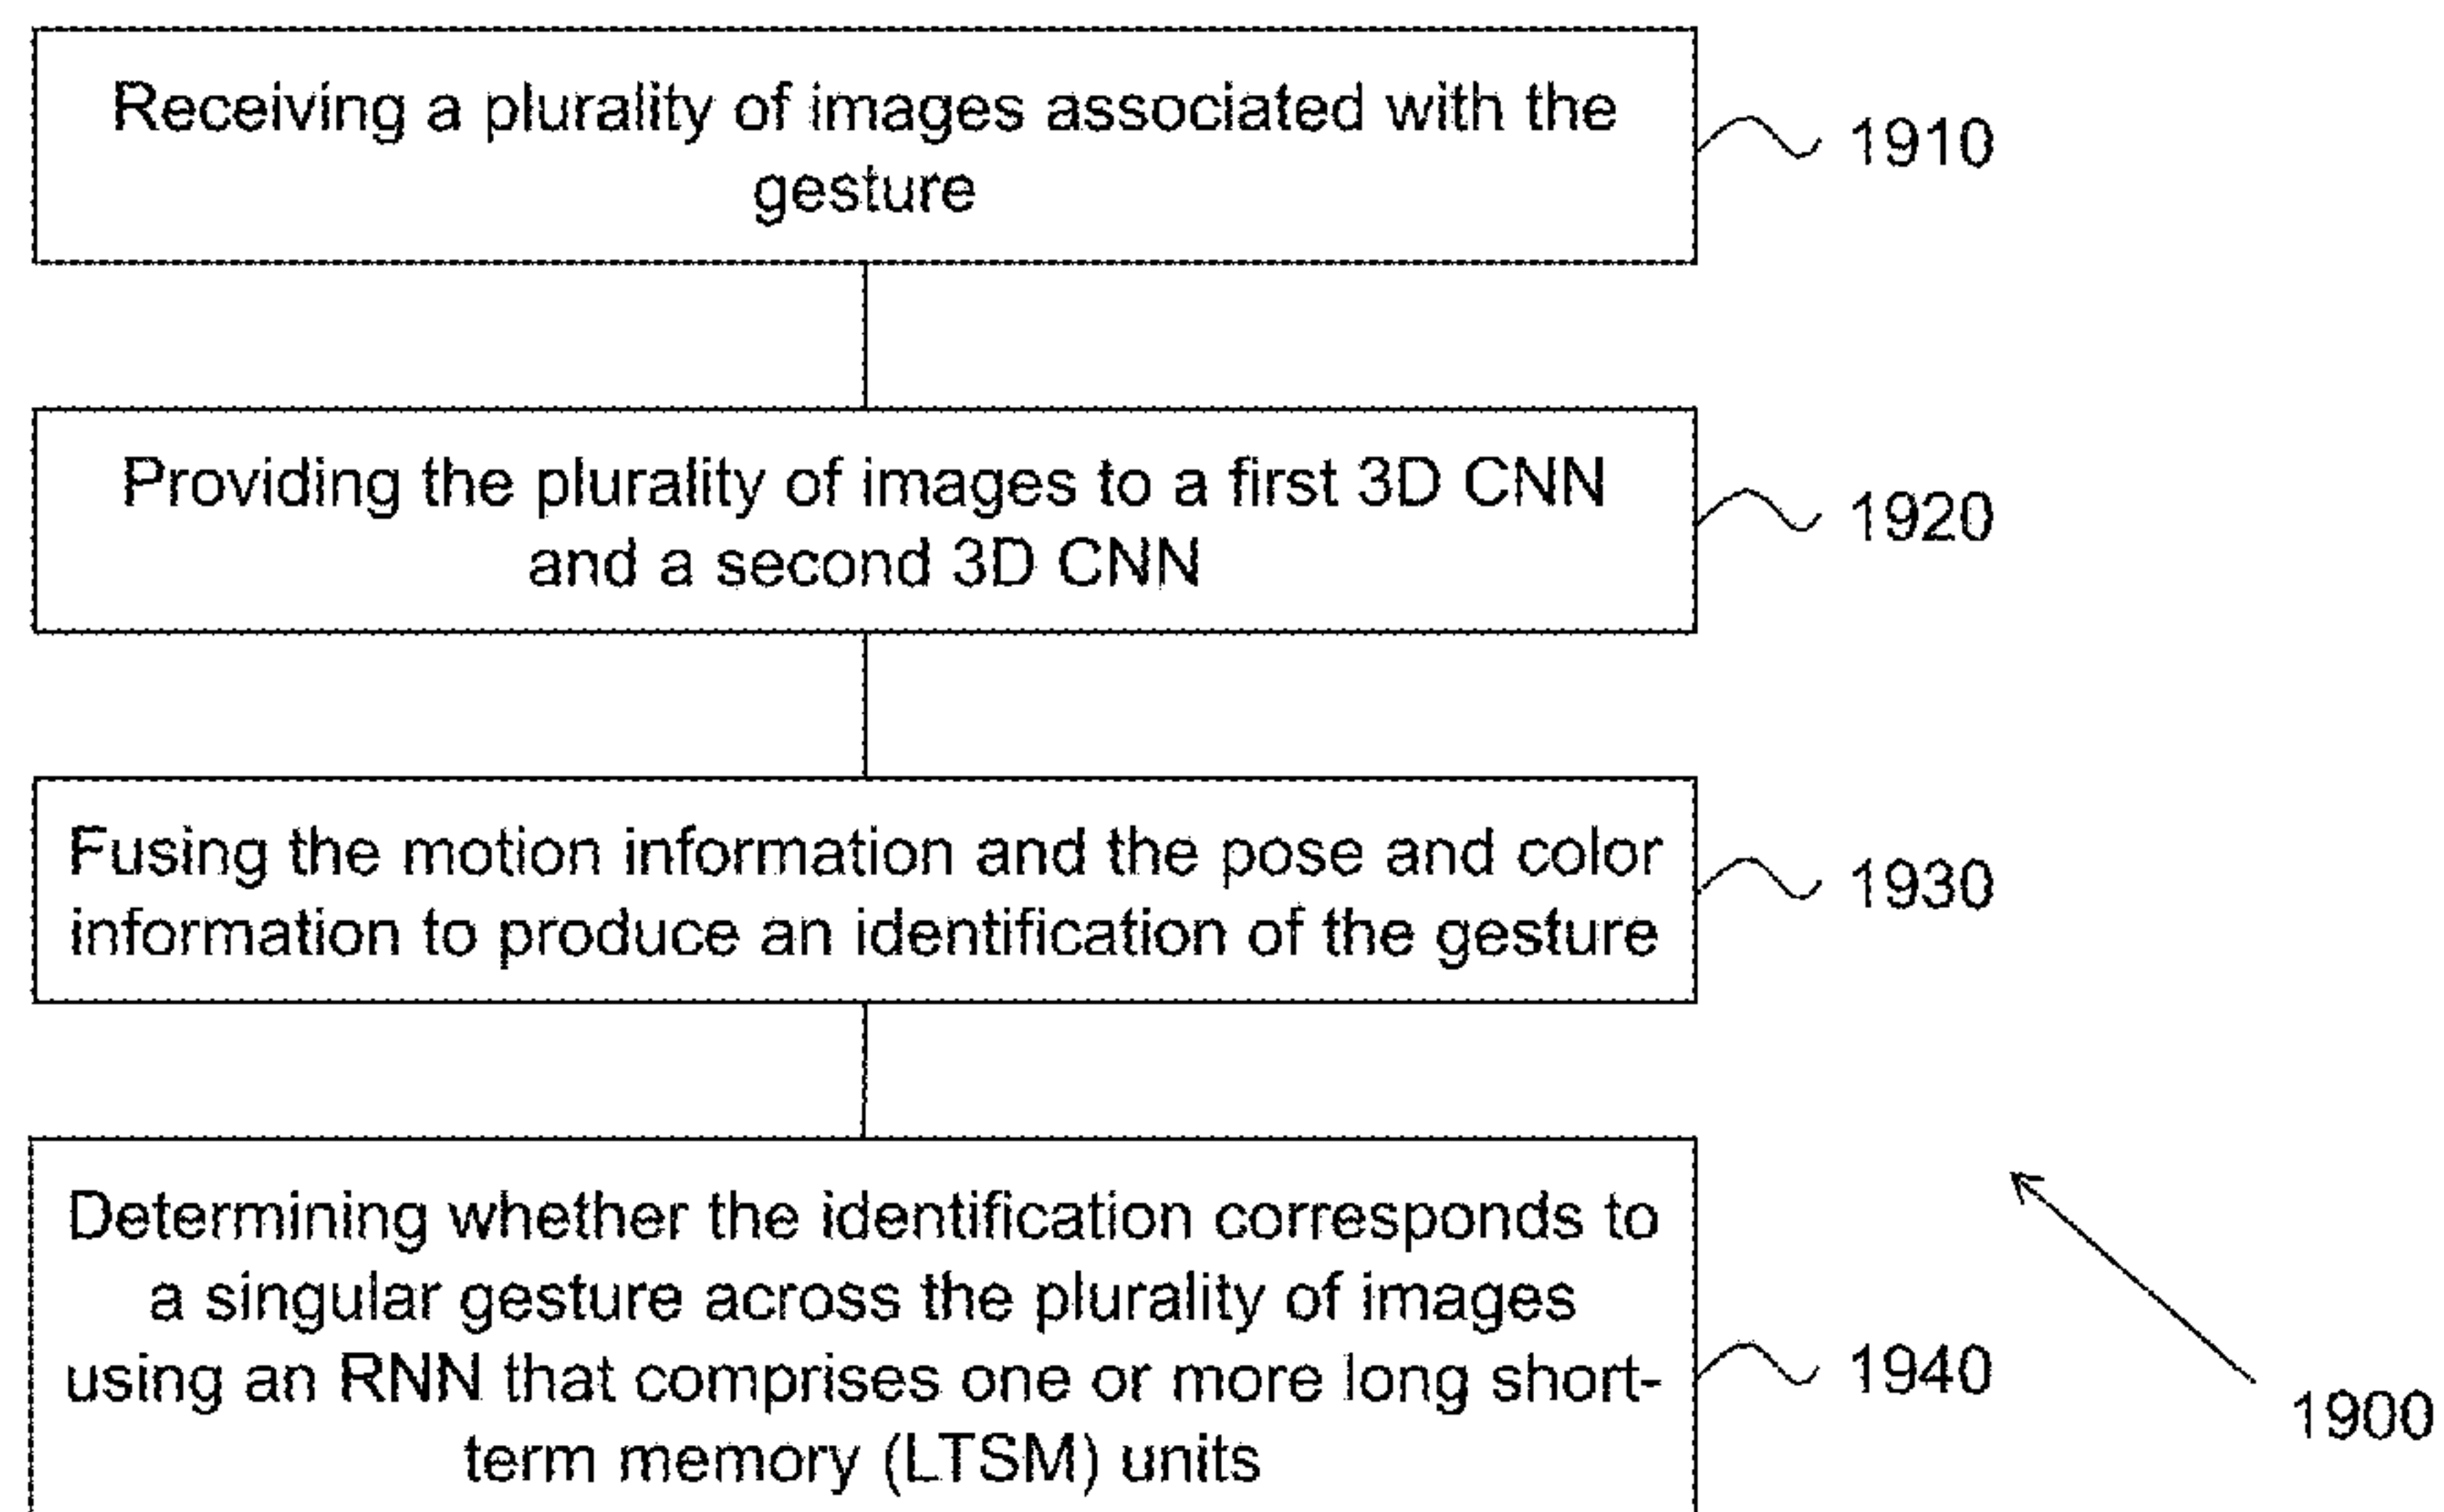 Receiving a plurality of images associated with the
gesture
1910
Providing the plurality of images to a first 3D CNN
and a second 3D CNN
1920
Fusing the motion information and the pose and color
information to produce an identification of the gesture
1930
Determining whether the identification corresponds to
a singular gesture across the plurality of images
using an RNN that comprises one or more long short-
term memory (LTSM) units
1940
1900